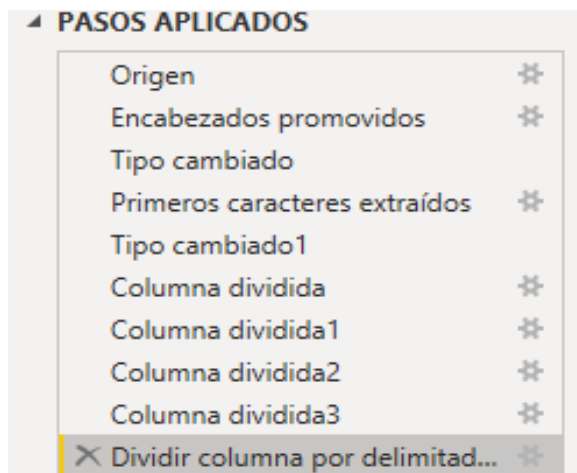 PASOS APLICADOS
Origen
Encabezados promovidos
Tipo cambiado
Primeros caracteres extraídos
Tipo cambiado1
Columna dividida
Columna dividida1
Columna dividida2
Columna dividida3
Dividir columna por delimitad...